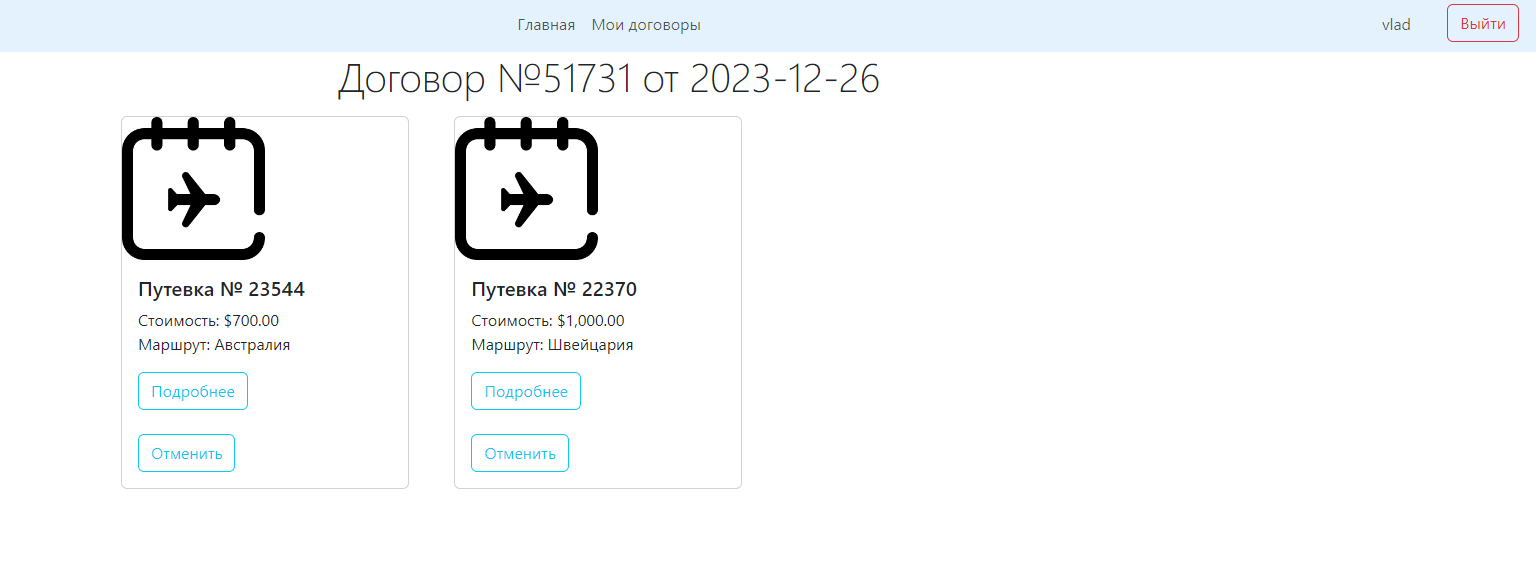 Главная Мои договоры vlad Выйти
Договор №51731 от 2023-12-26
Путевка № 23544
Стоимость: $700.00
Маршрут: Австралия
Подробнее
Отменить
Путевка № 22370
Стоимость: $1,000.00
Маршрут: Швейцария
Подробнее
Отменить